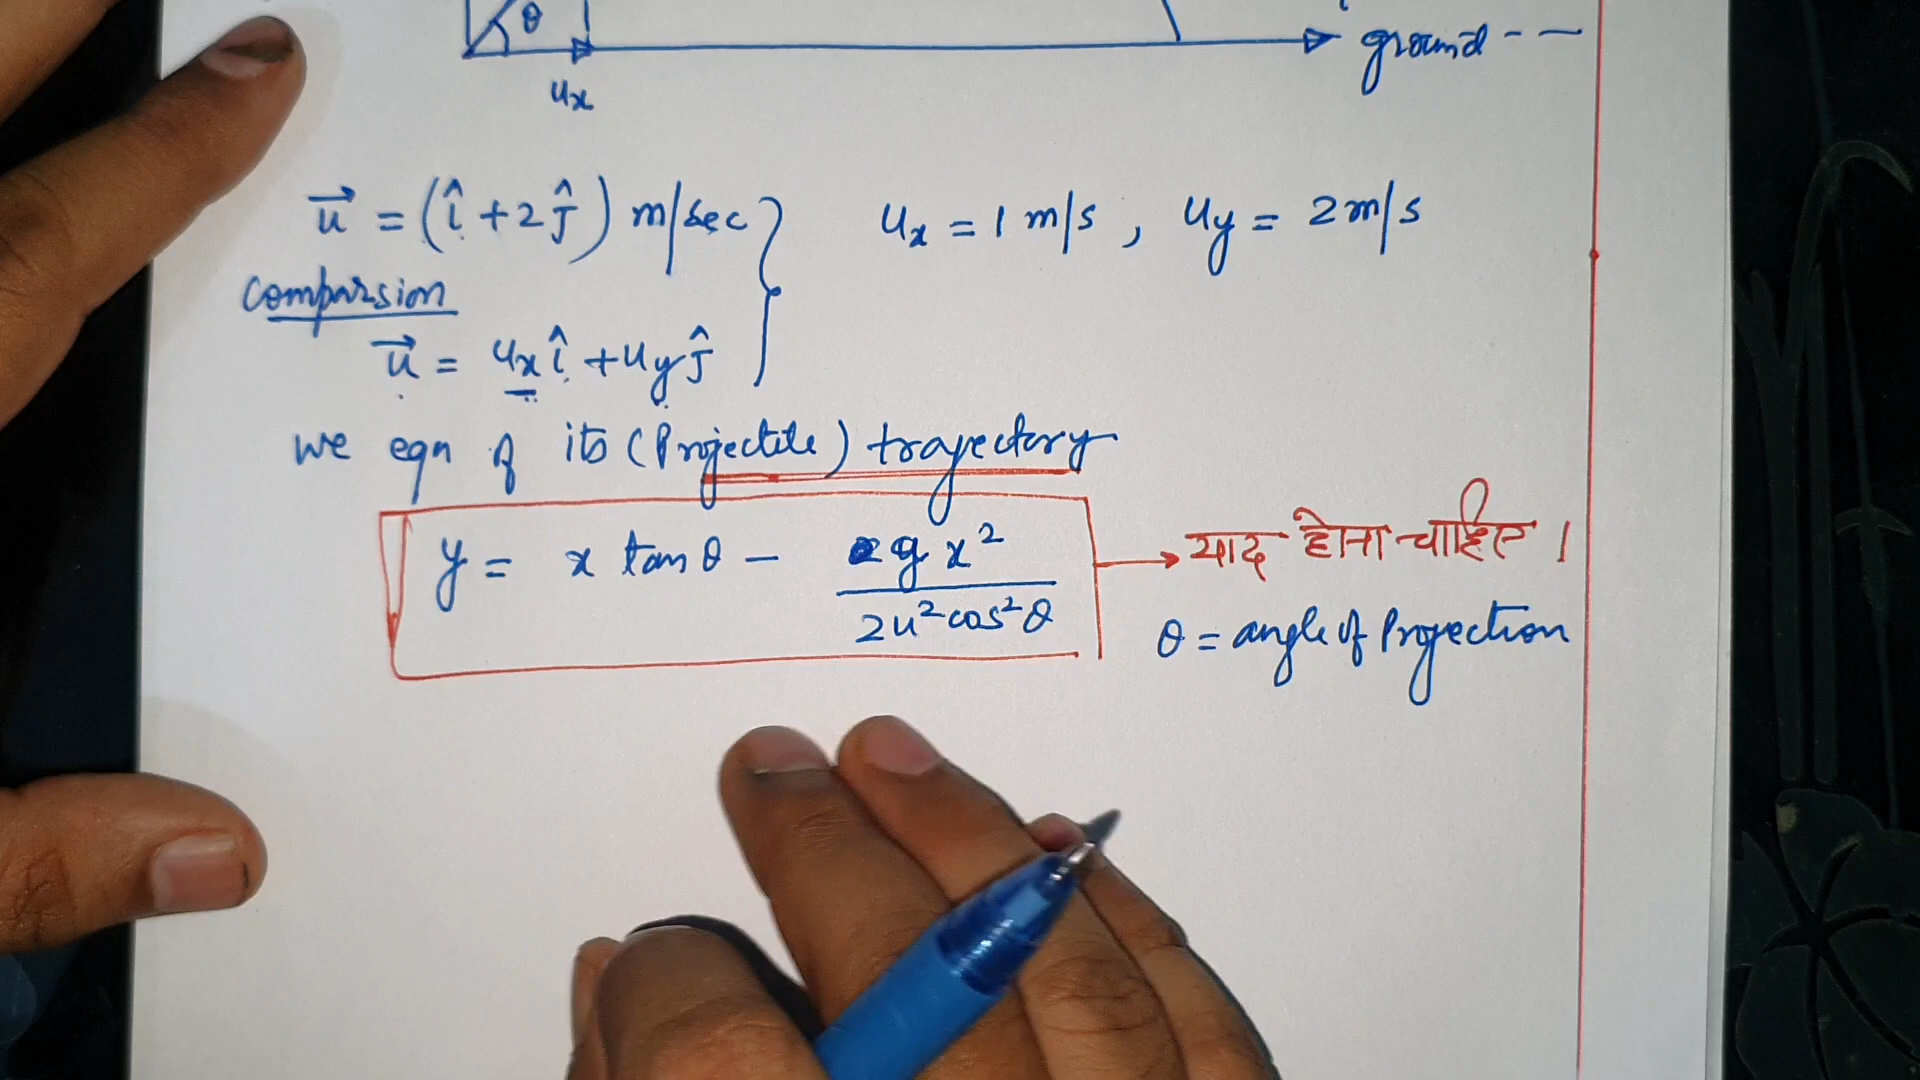 θ
ground - -
ux
u⃗ = (î + 2ĵ) m/sec
ux = 1 m/s , uy = 2 m/s
comparsion
u⃗ = ux î + uy ĵ
we eqn of its (Projectile) trajectory
y = x tan θ - g x² / 2u² cos² θ
याद होना चाहिए ।
θ = angle of Projection